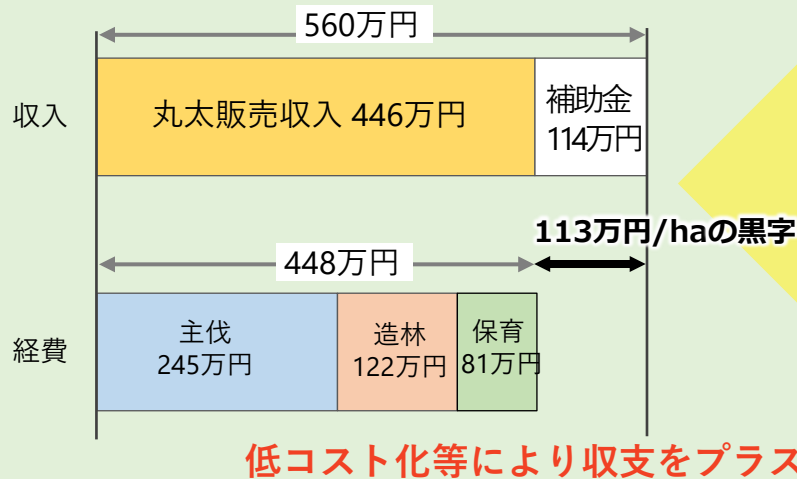 560万円
収入
丸太販売収入 446万円
補助金
114万円
113万円/haの黒字
448万円
経費
主伐
245万円
造林
122万円
保育
81万円
低コスト化等により収支をプラス